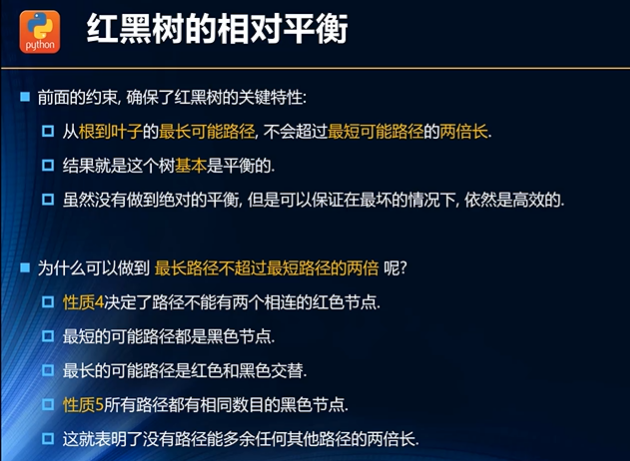 python
红黑树的相对平衡
前面的约束, 确保了红黑树的关键特性:
从根到叶子的最长可能路径, 不会超过最短可能路径的两倍长.
结果就是这个树基本是平衡的.
虽然没有做到绝对的平衡, 但是可以保证在最坏的情况下, 依然是高效的.
为什么可以做到 最长路径不超过最短路径的两倍 呢?
性质4决定了路径不能有两个相连的红色节点.
最短的可能路径都是黑色节点.
最长的可能路径是红色和黑色交替.
性质5所有路径都有相同数目的黑色节点.
这就表明了没有路径能多余任何其他路径的两倍长.